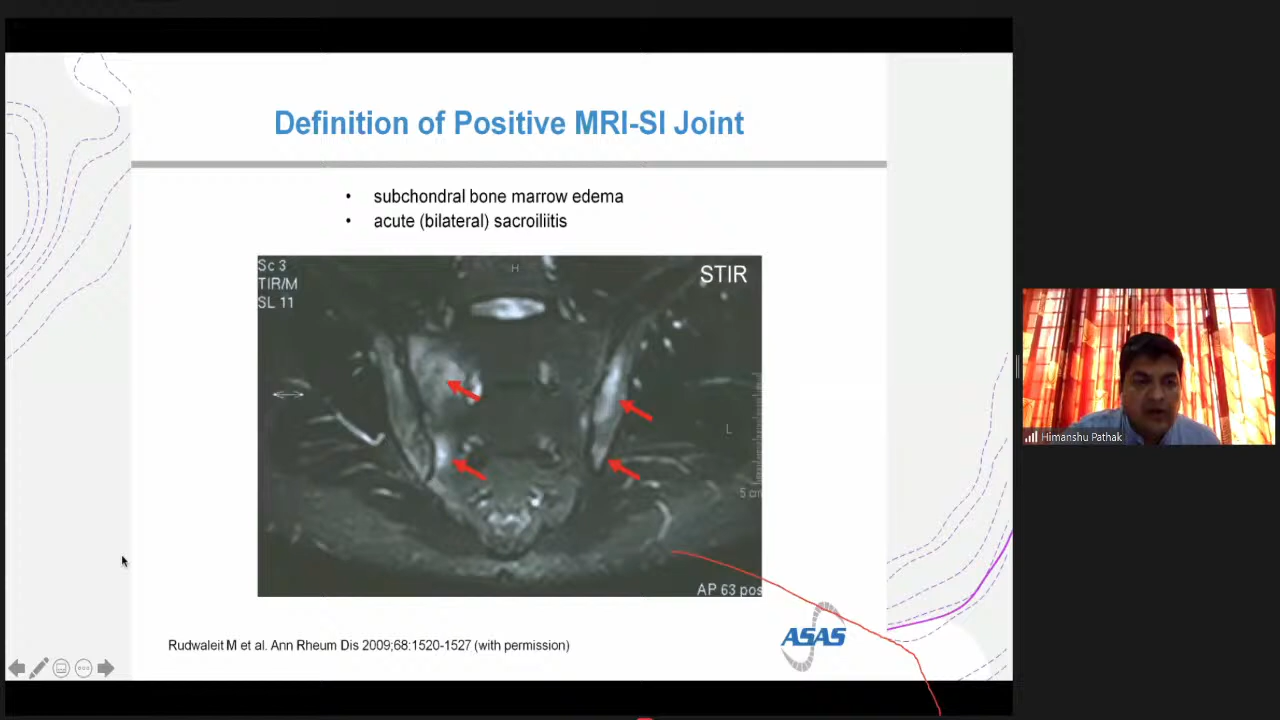 Definition of Positive MRI-SI Joint
• subchondral bone marrow edema
• acute (bilateral) sacroiliitis
Sc 3
TIR/M
SL 11
H
STIR
L
5 cm
AP 63 pos
Rudwaleit M et al. Ann Rheum Dis 2009;68:1520-1527 (with permission)
ASAS
Himanshu Pathak